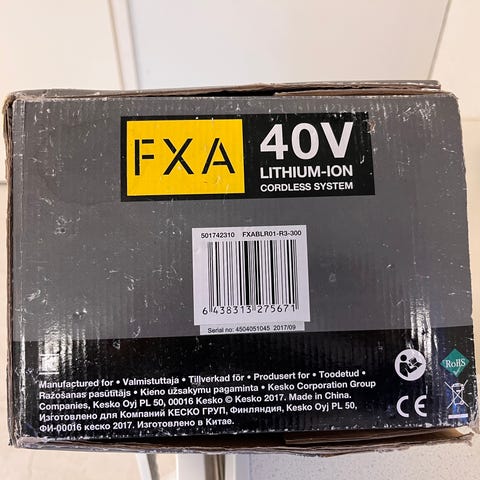 FXA
40V
LITHIUM-ION
CORDLESS SYSTEM
501742310 FXABLR01-R3-300
6 438313 275671
Serial no: 4504051045 2017/09
RoHS
Manufactured for • Valmistuttaja • Tillverkad för • Produsert for • Toodetud •
Ražošanas pasūtītājs • Kieno užsakymu pagaminta • Kesko Corporation Group
Companies, Kesko Oyj PL 50, 00016 Kesko © Kesko 2017. Made in China.
Изготовлено для Компаний КЕСКО ГРУП, Финляндия, Kesko Oyj PL 50,
ФИ-00016 кеско 2017. Изготовлено в Китае.
CE